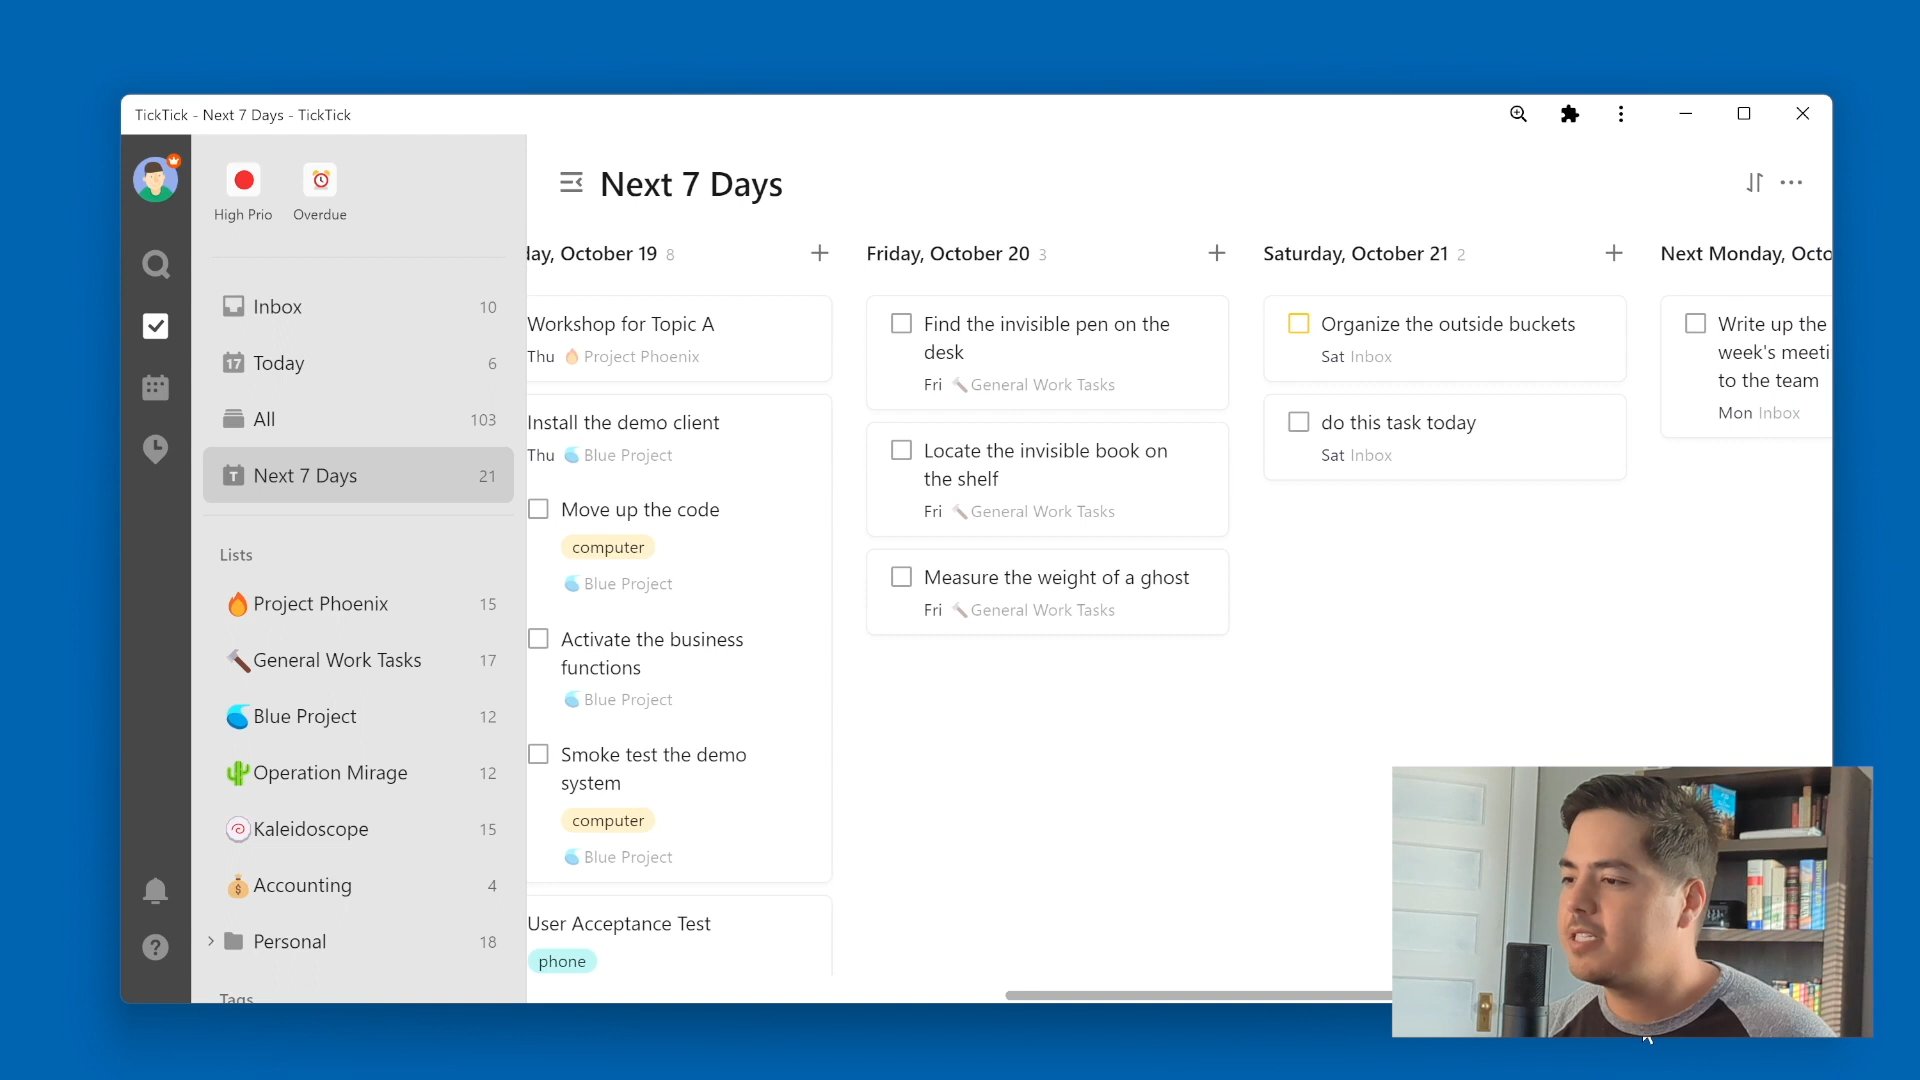 TickTick - Next 7 Days - TickTick
High Prio
Overdue
Inbox 10
17 Today 6
All 103
T Next 7 Days 21
Lists
Project Phoenix 15
General Work Tasks 17
Blue Project 12
Operation Mirage 12
Kaleidoscope 15
Accounting 4
Personal 18
Tags
Next 7 Days
day, October 19 8
Workshop for Topic A
Thu Project Phoenix
Install the demo client
Thu Blue Project
Move up the code
computer
Blue Project
Activate the business
functions
Blue Project
Smoke test the demo
system
computer
Blue Project
User Acceptance Test
phone
Friday, October 20 3
Find the invisible pen on the
desk
Fri General Work Tasks
Locate the invisible book on
the shelf
Fri General Work Tasks
Measure the weight of a ghost
Fri General Work Tasks
Saturday, October 21 2
Organize the outside buckets
Sat Inbox
do this task today
Sat Inbox
Next Monday, Octo
Write up the
week's meeti
to the team
Mon Inbox